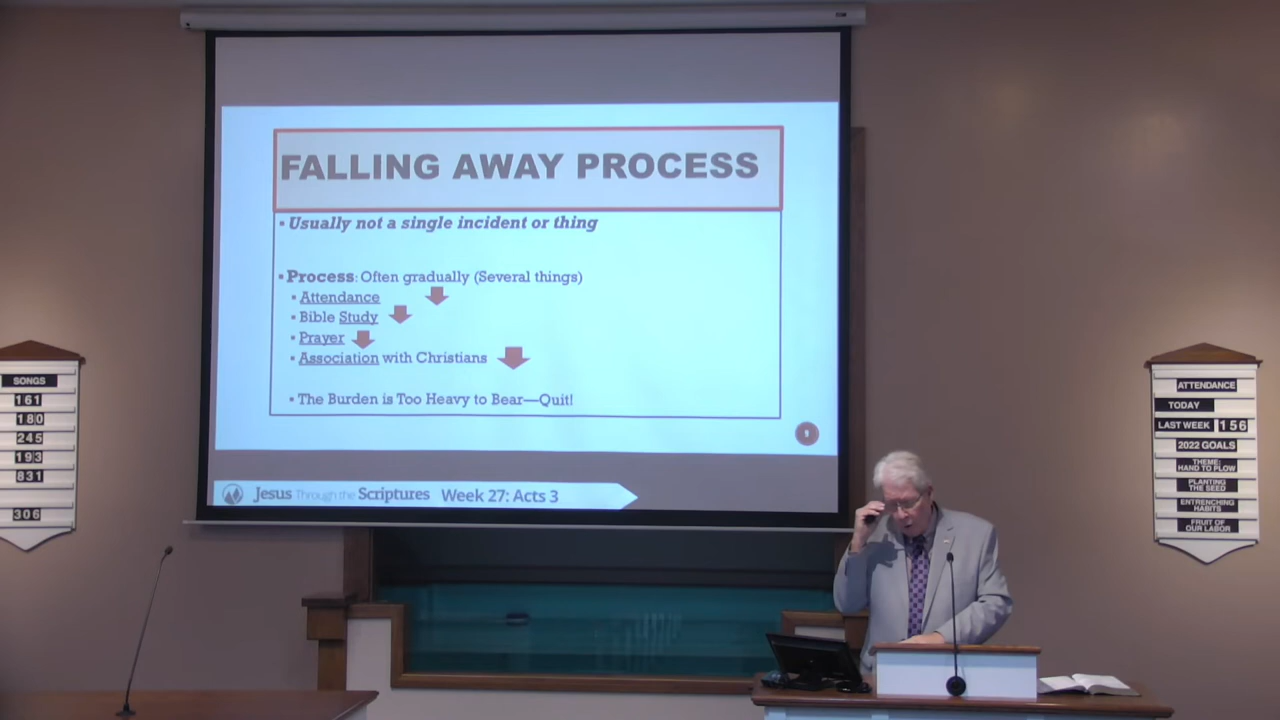 FALLING AWAY PROCESS
▪ Usually not a single incident or thing
▪ Process: Often gradually (Several things)
▪ Attendance
▪ Bible Study
▪ Prayer
▪ Association with Christians
▪ The Burden is Too Heavy to Bear—Quit!
9
Jesus Through the Scriptures Week 27: Acts 3
SONGS
161
180
245
193
831
306
ATTENDANCE
TODAY
LAST WEEK 156
2022 GOALS
THEME:
HAND TO PLOW
PLANTING
THE SEED
ENTRENCHING
HABITS
FRUIT OF
OUR LABOR